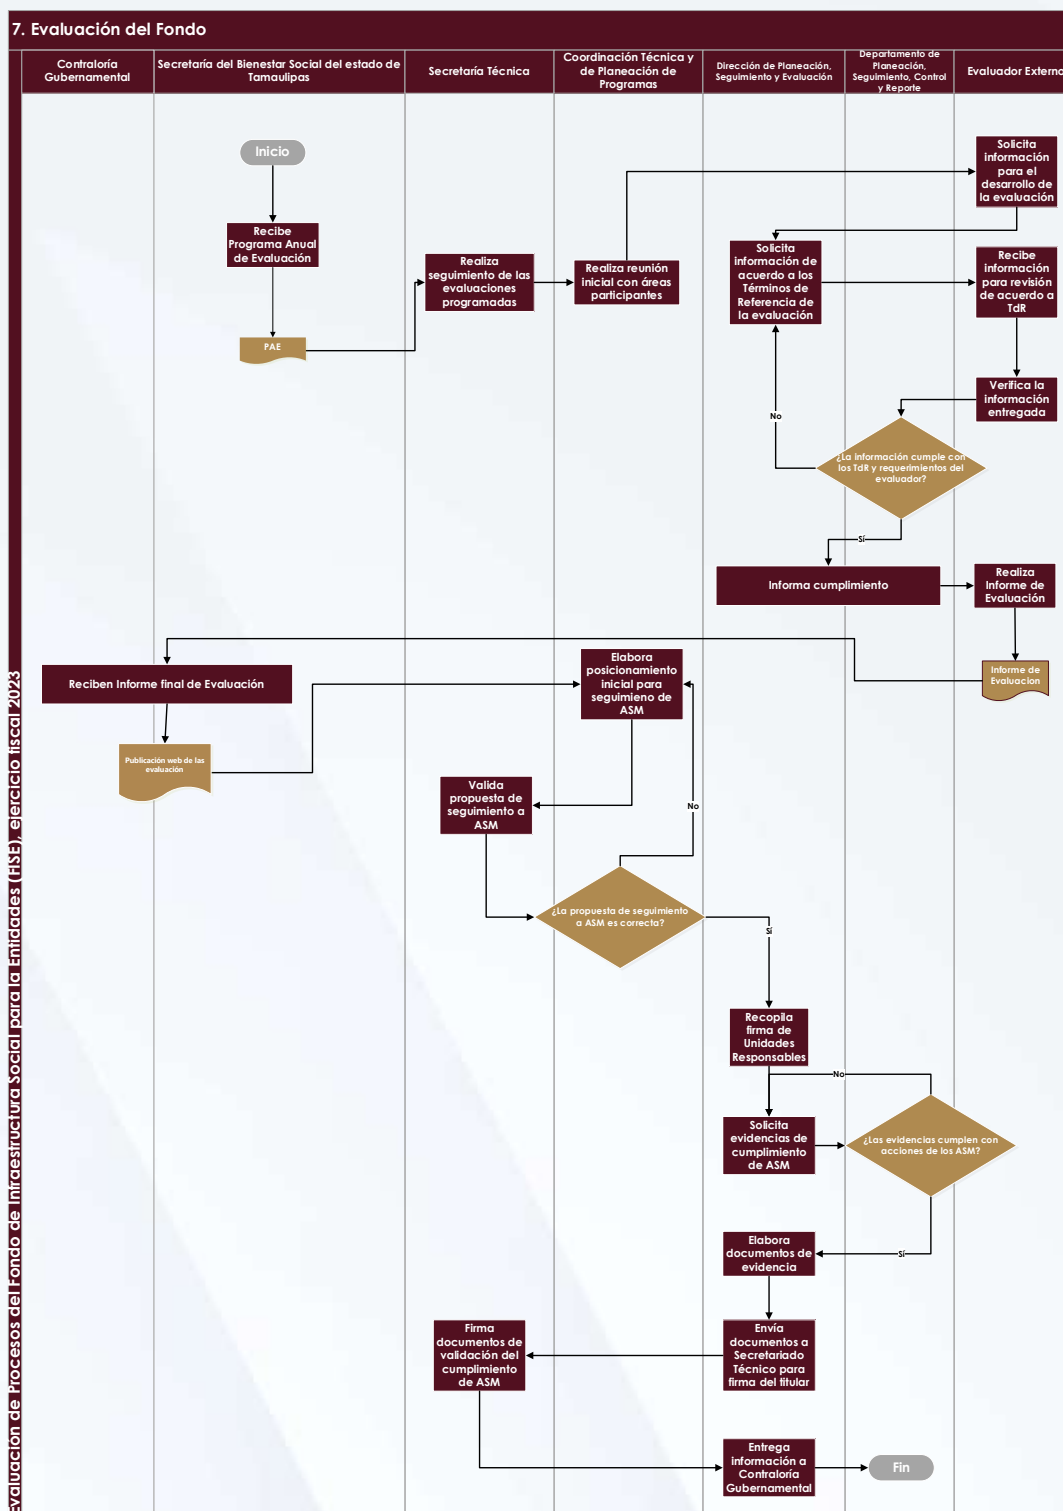 7. Evaluación del Fondo
Contraloría
Gubernamental
Secretaría del Bienestar Social del estado de
Tamaulipas
Secretaría Técnica
Coordinación Técnica y
de Planeación de
Programas
Dirección de Planeación,
Seguimiento y Evaluación
Departamento de
Planeación,
Seguimiento, Control
y Reporte
Evaluador Externo
Evaluación de Procesos del Fondo de Infraestructura Social para la Entidades (FISE), ejercicio fiscal 2023
Inicio
Recibe
Programa Anual
de Evaluación
PAE
Realiza
seguimiento de las
evaluaciones
programadas
Realiza reunión
inicial con áreas
participantes
Solicita
información
para el
desarrollo de
la evaluación
Solicita
información de
acuerdo a los
Términos de
Referencia de
la evaluación
Recibe
información
para revisión
de acuerdo a
TdR
Verifica la
información
entregada
No
¿La información cumple con
los TdR y requerimientos del
evaluador?
Sí
Informa cumplimiento
Realiza
Informe de
Evaluación
Informe de
Evaluacion
Reciben Informe final de Evaluación
Publicación web de las
evaluación
Elabora
posicionamiento
inicial para
seguimieno de
ASM
Valida
propuesta de
seguimiento a
ASM
No
¿La propuesta de seguimiento
a ASM es correcta?
Sí
Recopila
firma de
Unidades
Responsables
No
Solicita
evidencias de
cumplimiento
de ASM
¿Las evidencias cumplen con
acciones de los ASM?
Sí
Elabora
documentos de
evidencia
Envía
documentos a
Secretariado
Técnico para
firma del titular
Firma
documentos de
validación del
cumplimiento
de ASM
Entrega
información a
Contraloría
Gubernamental
Fin